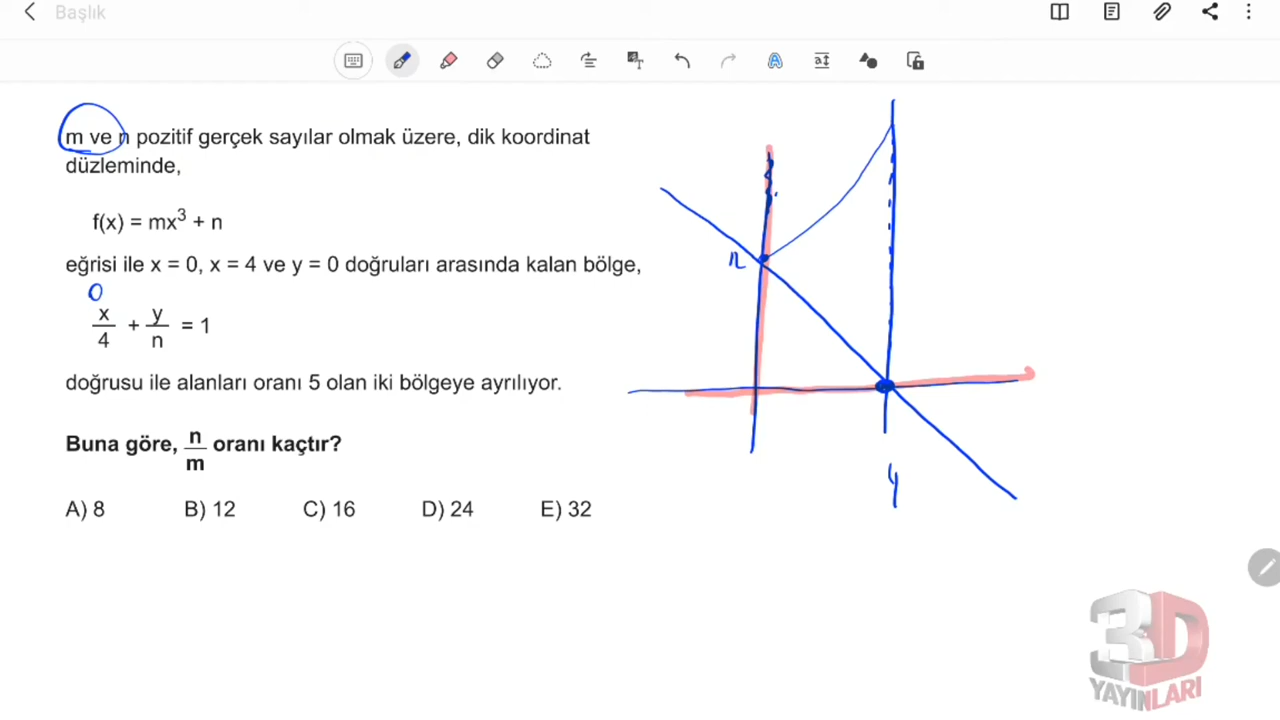 Başlık
m ve n pozitif gerçek sayılar olmak üzere, dik koordinat
düzleminde,
f(x) = mx³ + n
eğrisi ile x = 0, x = 4 ve y = 0 doğruları arasında kalan bölge,
0
x/4 + y/n = 1
doğrusu ile alanları oranı 5 olan iki bölgeye ayrılıyor.
Buna göre, n/m oranı kaçtır?
A) 8 B) 12 C) 16 D) 24 E) 32
n
4
3D
YAYINLARI